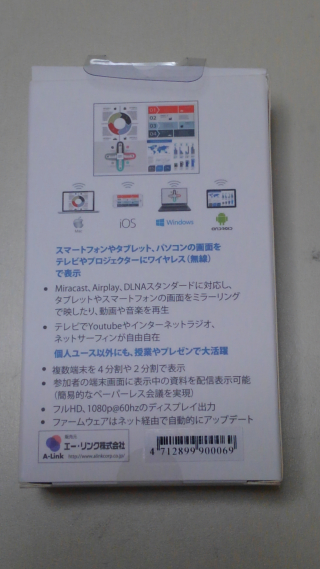 Mac
iOS
Windows
ANDROID
スマートフォンやタブレット、パソコンの画面を
テレビやプロジェクターにワイヤレス(無線)
で表示
● Miracast, Airplay, DLNAスタンダードに対応し、
タブレットやスマートフォンの画面をミラーリング
で映したり、動画や音楽を再生
● テレビでYoutubeやインターネットラジオ、
ネットサーフィンが自由自在
個人ユース以外にも、授業やプレゼンで大活躍
● 複数端末を4分割や2分割で表示
● 参加者の端末画面に表示中の資料を配信表示可能
(簡易的なペーパーレス会議を実現)
● フルHD, 1080p@60hzのディスプレイ出力
● ファームウェアはネット経由で自動的にアップデート
販売元
エー・リンク株式会社
A-Link
4 712899 900069